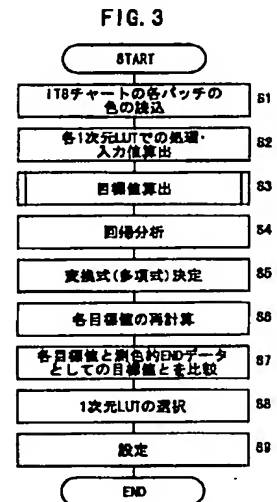 FIG. 3
START
IT8チャートの各パッチの
色の読込
S1
各1次元LUTでの処理・
入力値算出
S2
目標値算出
S3
回帰分析
S4
変換式(多項式)決定
S5
各目標値の再計算
S6
各目標値と測色的ENDデータ
としての目標値とを比較
S7
1次元LUTの選択
S8
設定
S9
END